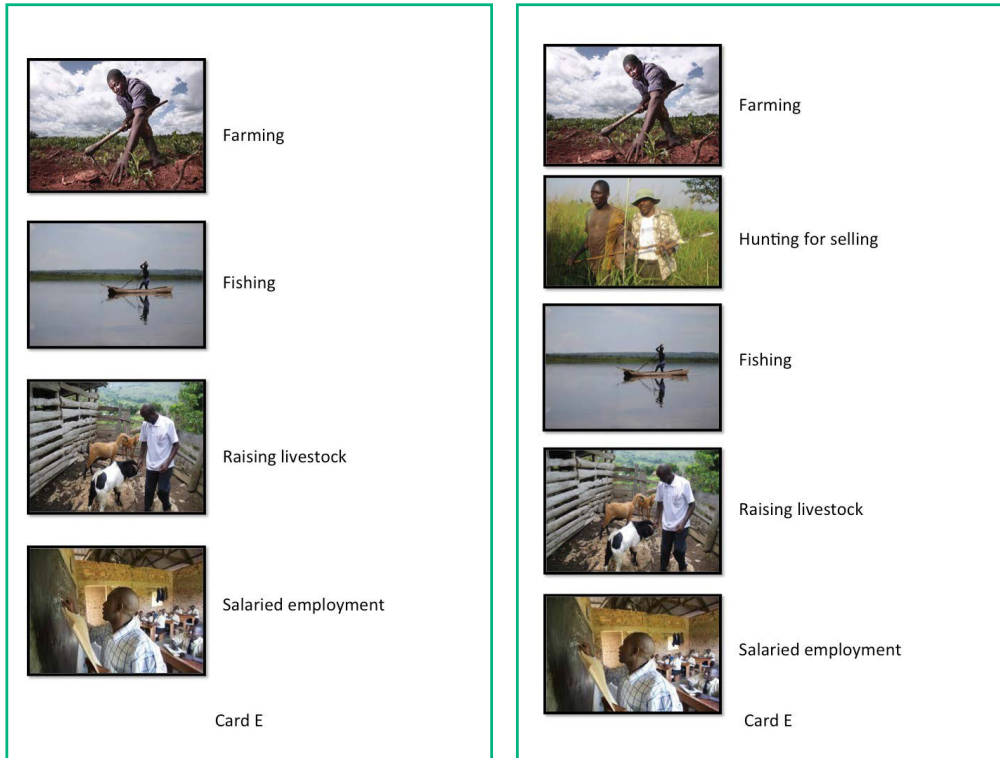 Farming
Fishing
Raising livestock
Salaried employment
Card E
Farming
Hunting for selling
Fishing
Raising livestock
Salaried employment
Card E